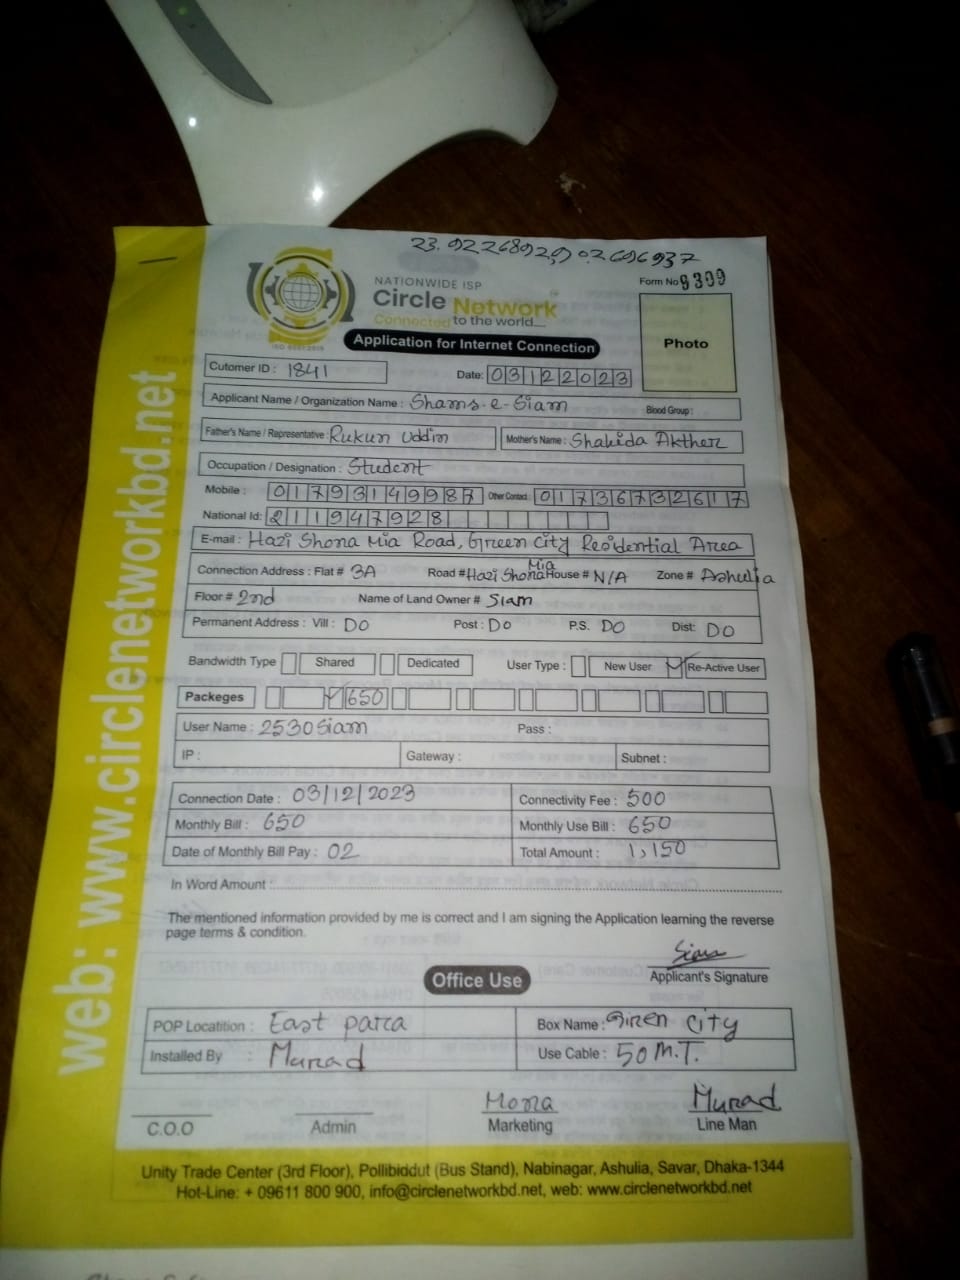 23.9226892,90.2696937
NATIONWIDE ISP
Circle Network
Connected to the world....
ISO 9001:2015
Form No 9309
Application for Internet Connection
Photo
Cutomer ID : 1841
Date: 03122023
Applicant Name / Organization Name : Shams-e-Siam Blood Group :
Father's Name / Representative : Rukun Uddin Mother's Name : Shahida Akther
Occupation / Designation : Student
Mobile : 01793149987 Other Contact : 01736732617
National Id: 211947928
E-mail : Hazi Shona Mia Road, Green City Residential Area
Connection Address : Flat # 3A Road # Hazi Shona Mia House # N/A Zone # Ashulia
Floor # 2nd Name of Land Owner # Siam
Permanent Address : Vill : DO Post : DO P.S. DO Dist: DO
Bandwidth Type Shared Dedicated User Type : New User ✓ Re-Active User
Packeges ✓ 650
User Name : 2530Siam Pass :
IP : Gateway : Subnet :
Connection Date : 03/12/2023 Connectivity Fee : 500
Monthly Bill : 650 Monthly Use Bill : 650
Date of Monthly Bill Pay : 02 Total Amount : 1,150
In Word Amount :
The mentioned information provided by me is correct and I am signing the Application learning the reverse
page terms & condition.
Siam
Applicant's Signature
Office Use
POP Locatition : East para Box Name : Giren City
Installed By : Murad Use Cable : 50 M.T.
Mona Murad
C.O.O Admin Marketing Line Man
Unity Trade Center (3rd Floor), Pollibiddut (Bus Stand), Nabinagar, Ashulia, Savar, Dhaka-1344
Hot-Line: + 09611 800 900, info@circlenetworkbd.net, web: www.circlenetworkbd.net
web: www.circlenetworkbd.net